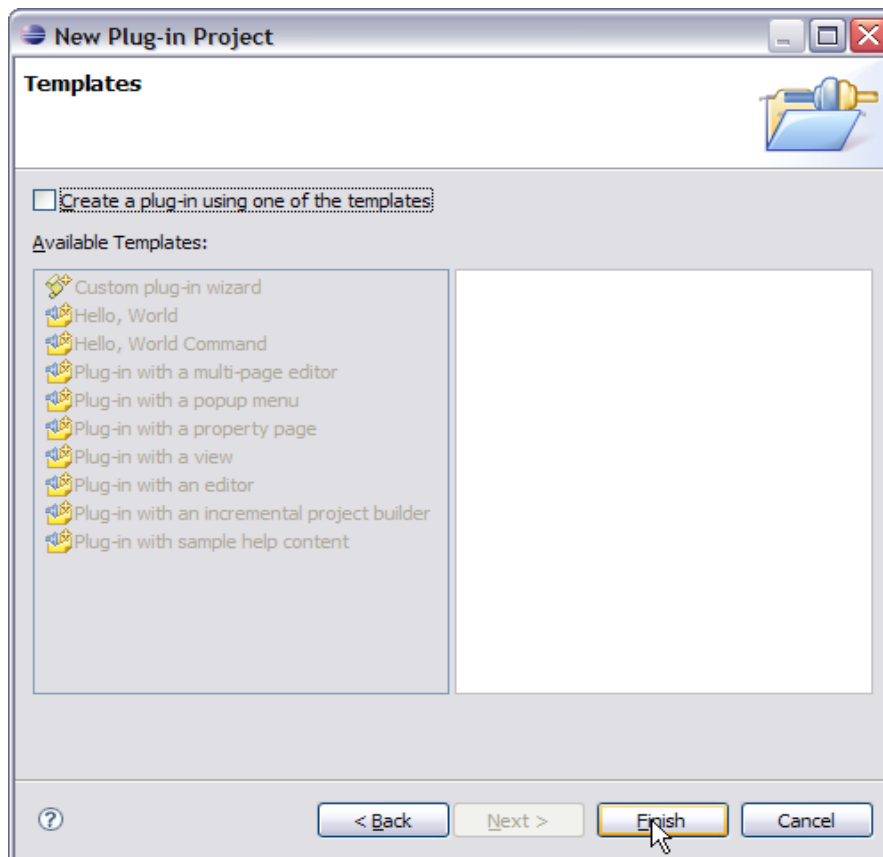 New Plug-in Project
Templates
Create a plug-in using one of the templates
Available Templates:
Custom plug-in wizard
Hello, World
Hello, World Command
Plug-in with a multi-page editor
Plug-in with a popup menu
Plug-in with a property page
Plug-in with a view
Plug-in with an editor
Plug-in with an incremental project builder
Plug-in with sample help content
? < Back Next > Finish Cancel